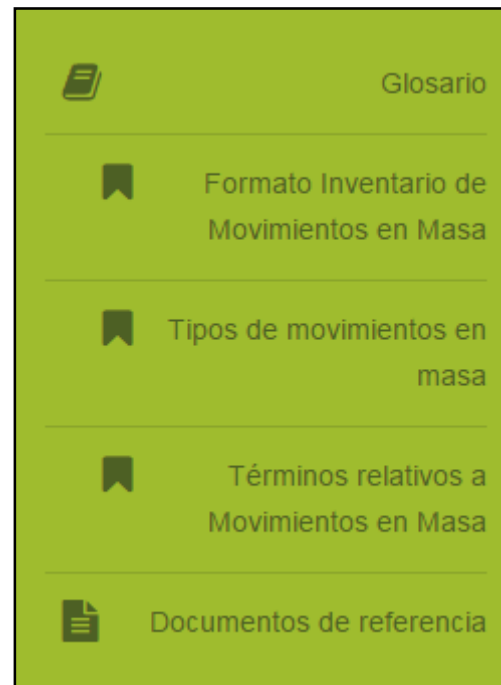 Glosario
Formato Inventario de
Movimientos en Masa
Tipos de movimientos en
masa
Términos relativos a
Movimientos en Masa
Documentos de referencia